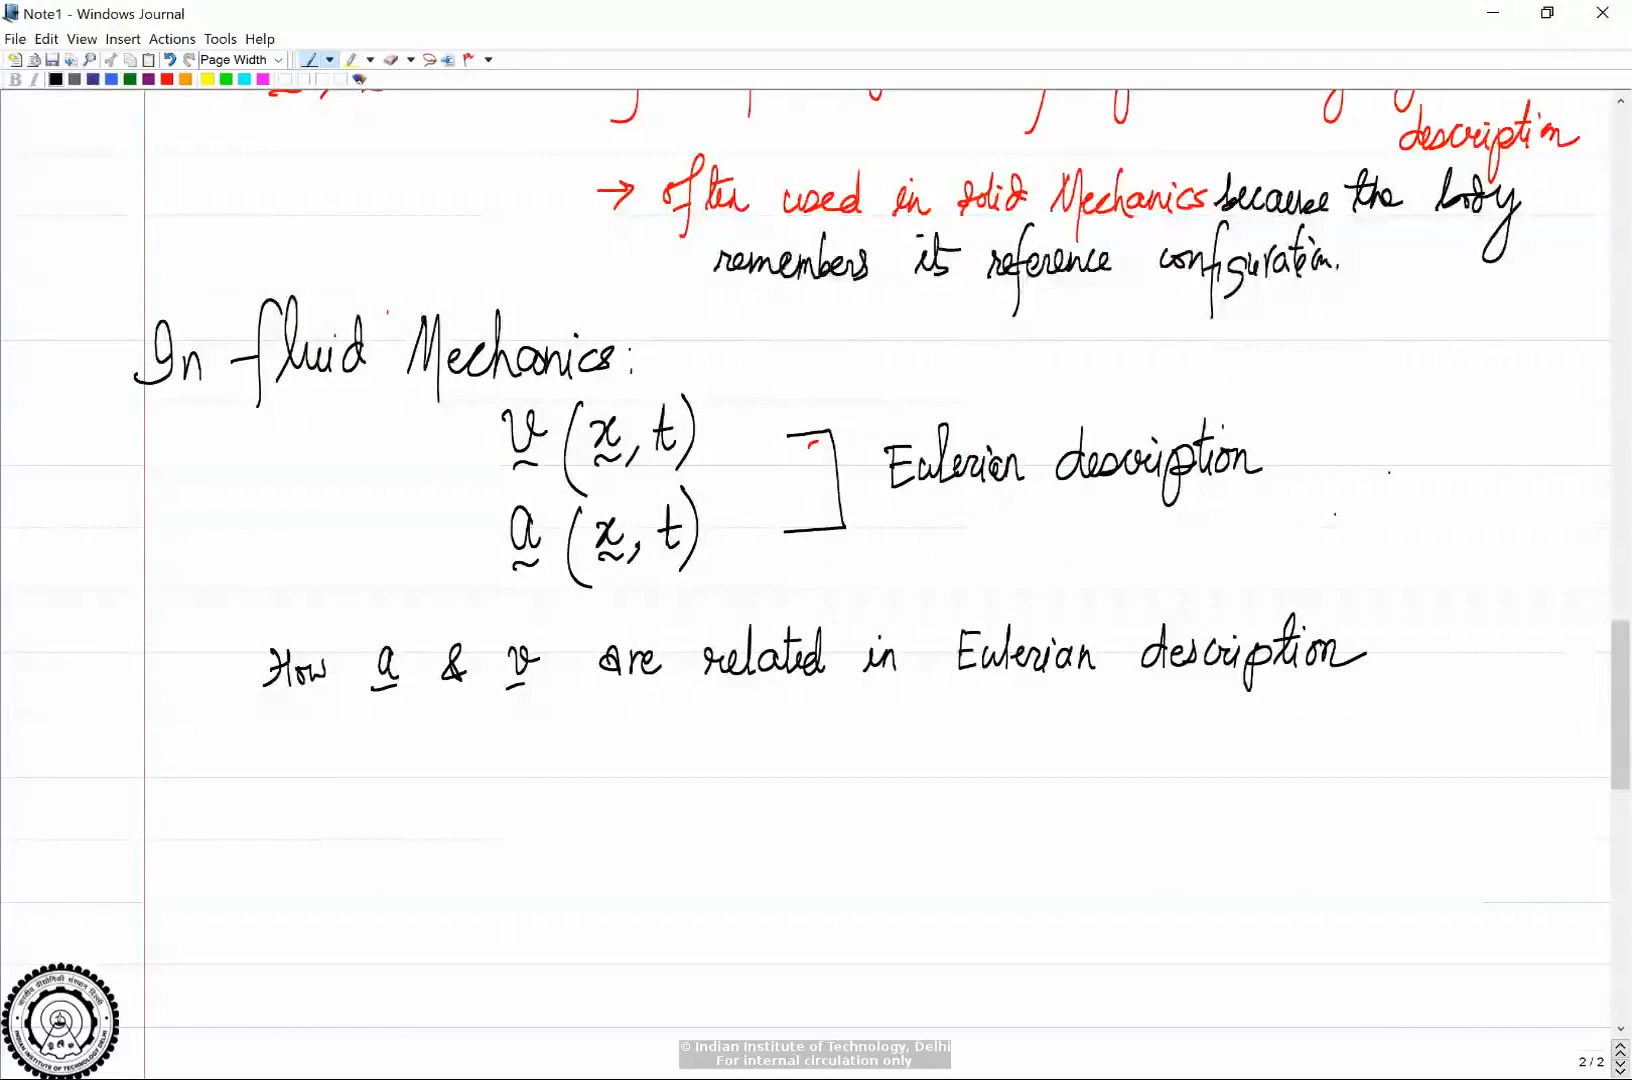 Note1 - Windows Journal
File Edit View Insert Actions Tools Help
Page Width
B I
description
→ often used in solid Mechanics because the body
remembers its reference configuration.
In fluid Mechanics:
v (x, t)
a (x, t)
Eulerian description
How a & v are related in Eulerian description
© Indian Institute of Technology, Delhi
For internal circulation only
2 / 2